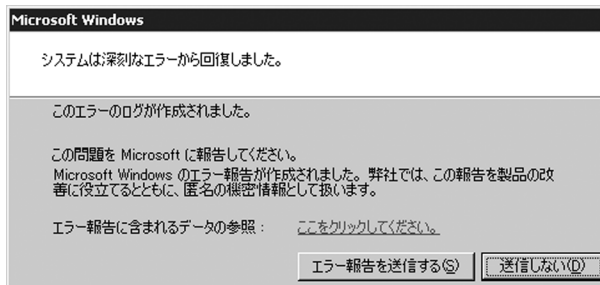 Microsoft Windows
システムは深刻なエラーから回復しました。
このエラーのログが作成されました。
この問題を Microsoft に報告してください。
Microsoft Windows のエラー報告が作成されました。弊社では、この報告を製品の改
善に役立てるとともに、匿名の機密情報として扱います。
エラー報告に含まれるデータの参照： ここをクリックしてください。
エラー報告を送信する(S) 送信しない(D)